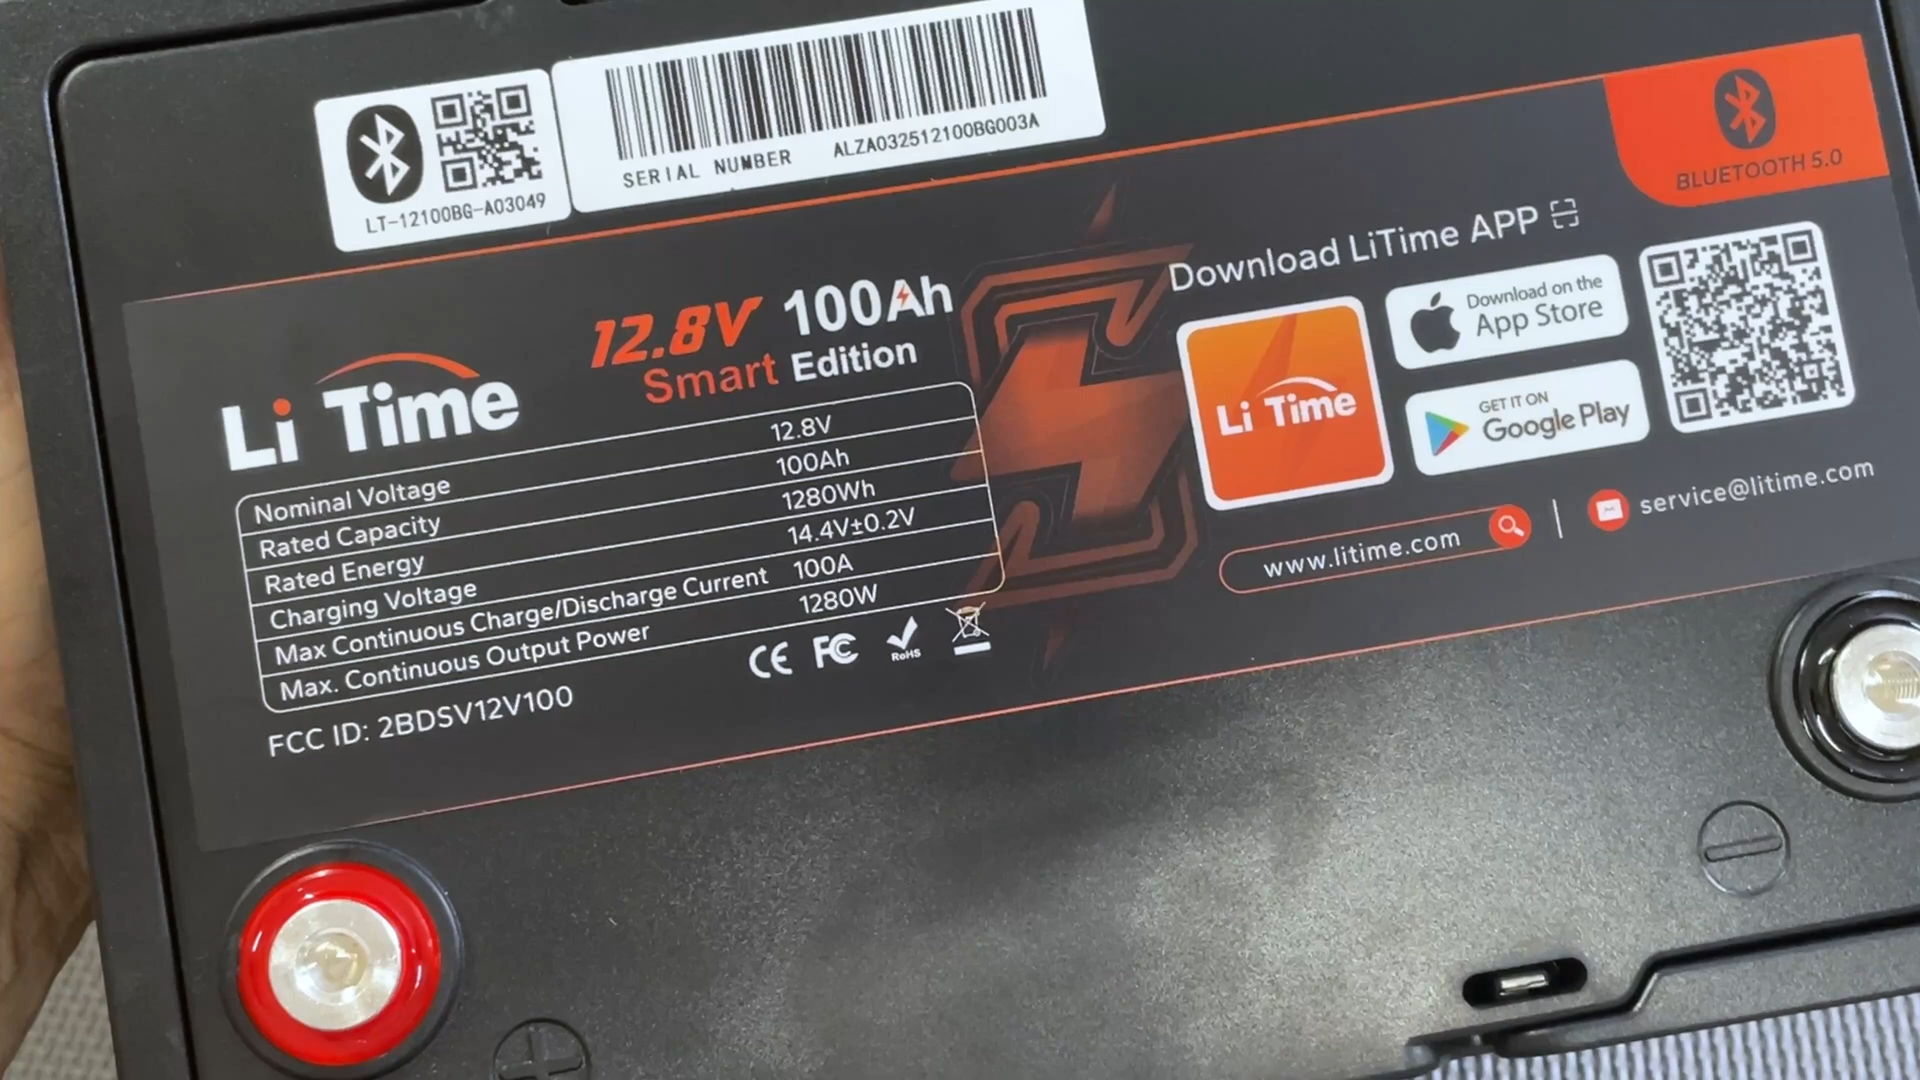 LT-12100BG-A03049
SERIAL NUMBER ALZA032512100BG003A
BLUETOOTH 5.0
Li Time
12.8V 100Ah
Smart Edition
Nominal Voltage 12.8V
Rated Capacity 100Ah
Rated Energy 1280Wh
Charging Voltage 14.4V±0.2V
Max Continuous Charge/Discharge Current 100A
Max. Continuous Output Power 1280W
FCC ID: 2BDSV12V100
CE FC RoHS
Download LiTime APP
Li Time
Download on the
App Store
GET IT ON
Google Play
www.litime.com | service@litime.com